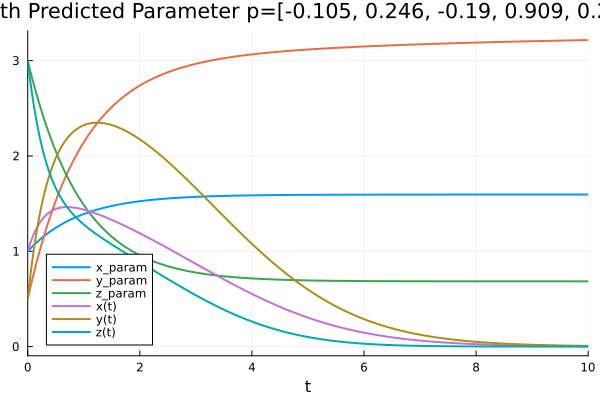 th Predicted Parameter p=[-0.105, 0.246, -0.19, 0.909, 0.2
3
2
1
0
x_param
y_param
z_param
x(t)
y(t)
z(t)
0 2 4 6 8 10
t